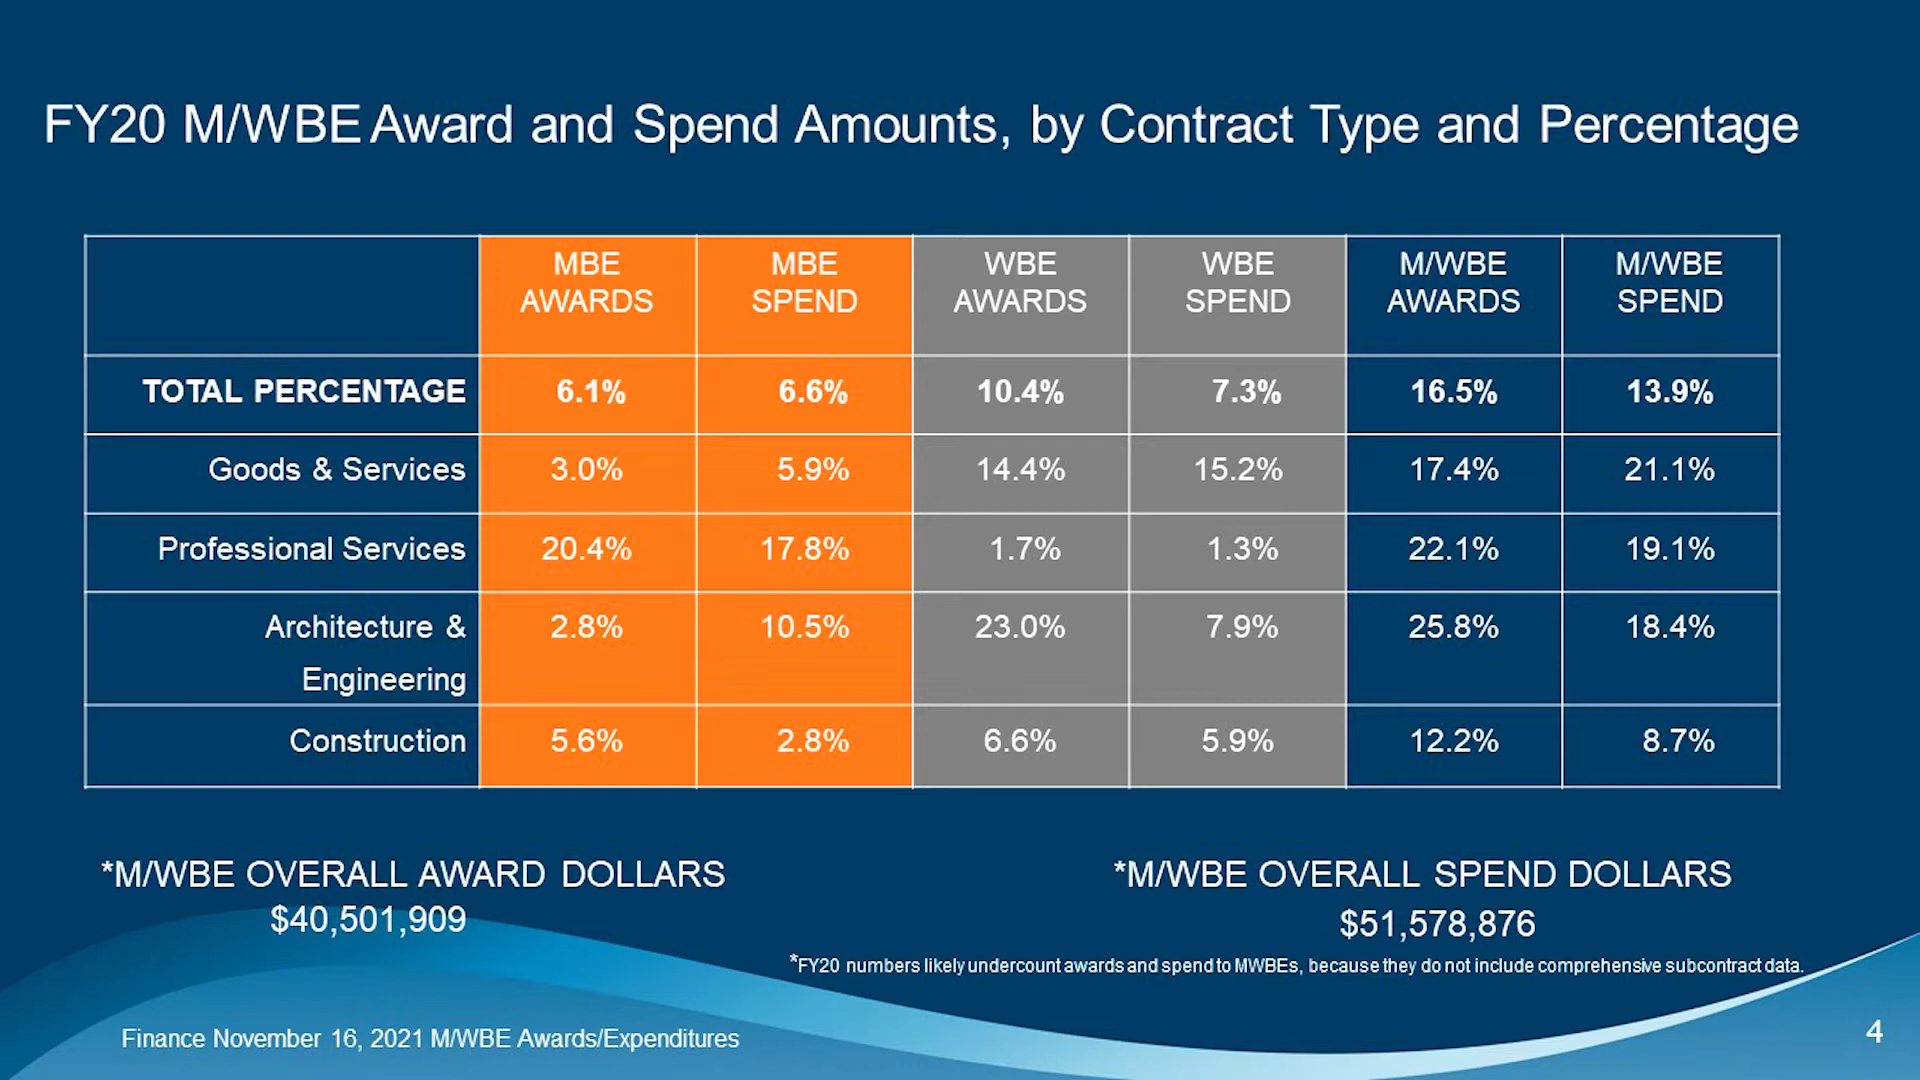 FY20 M/WBE Award and Spend Amounts, by Contract Type and Percentage
MBE AWARDS MBE SPEND WBE AWARDS WBE SPEND M/WBE AWARDS M/WBE SPEND
TOTAL PERCENTAGE 6.1% 6.6% 10.4% 7.3% 16.5% 13.9%
Goods & Services 3.0% 5.9% 14.4% 15.2% 17.4% 21.1%
Professional Services 20.4% 17.8% 1.7% 1.3% 22.1% 19.1%
Architecture & 2.8% 10.5% 23.0% 7.9% 25.8% 18.4%
Engineering
Construction 5.6% 2.8% 6.6% 5.9% 12.2% 8.7%
*M/WBE OVERALL AWARD DOLLARS
$40,501,909
*M/WBE OVERALL SPEND DOLLARS
$51,578,876
*FY20 numbers likely undercount awards and spend to MWBEs, because they do not include comprehensive subcontract data.
Finance November 16, 2021 M/WBE Awards/Expenditures
4